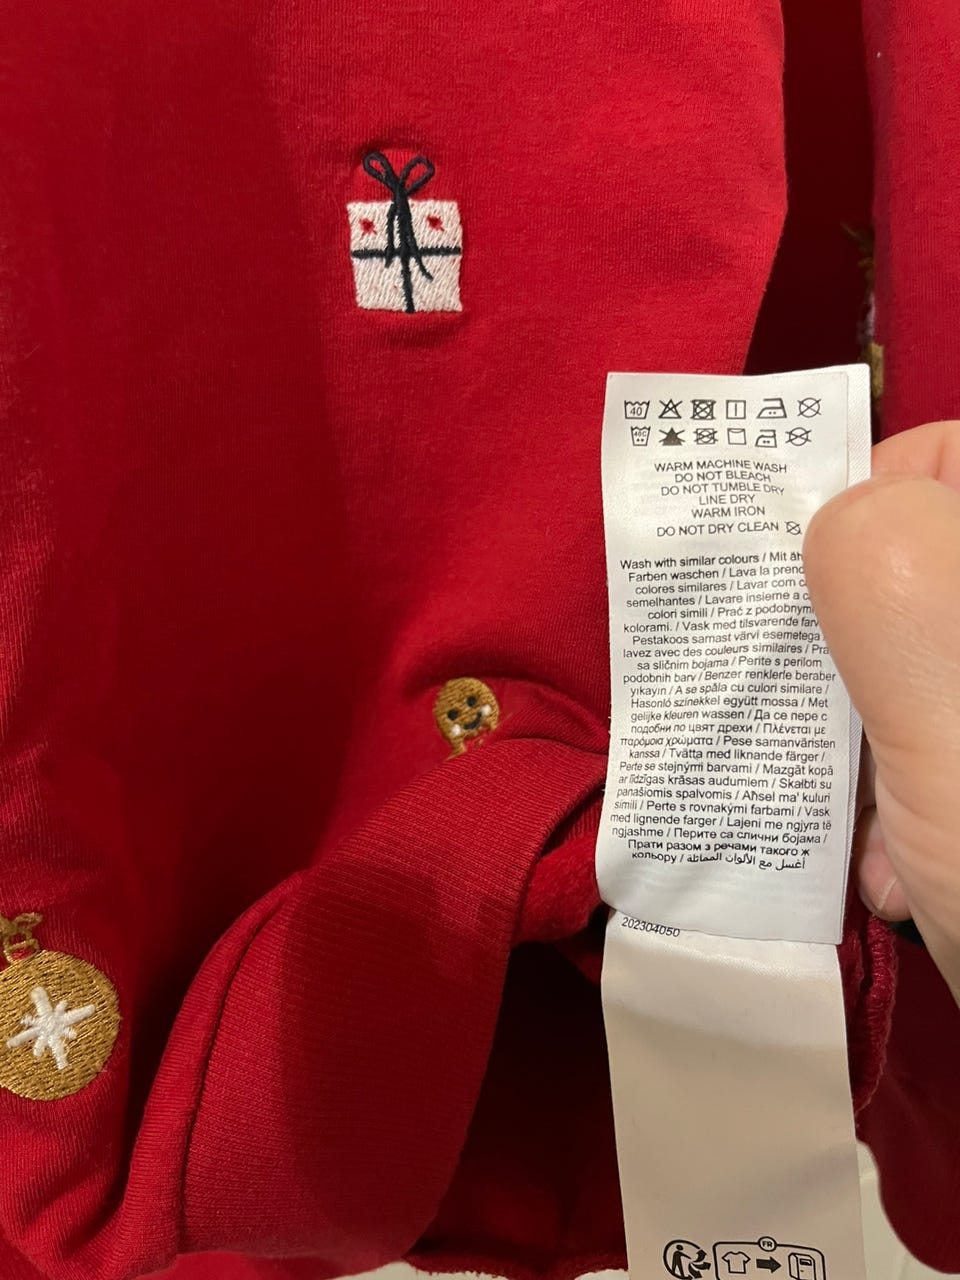 40
40C
WARM MACHINE WASH
DO NOT BLEACH
DO NOT TUMBLE DRY
LINE DRY
WARM IRON
DO NOT DRY CLEAN
Wash with similar colours / Mit
Farben waschen / Lava la
colores similares / Lavar com
semelhantes / Lavare insieme a
colori simili / Prać z
kolorami. / Vask med tilsvarende
Pestakoos samast värvi esemetega /
lavez avec des couleurs similaires /
sa sličnim bojama / Perite s perilom
podobnih barv / Benzer renklerle beraber
yıkayın / A se spăla cu culori similare /
Hasonló színekkel együtt mossa / Met
gelijke kleuren wassen / Да се пере с
подобни по цвят дрехи / Πλένεται με
παρόμοια χρώματα / Pese samanväristen
kanssa / Tvätta med liknande färger /
Perte se stejnými barvami / Mazgāt kopā
ar līdzīgas krāsas audumiem / Skalbti su
panašiomis spalvomis / Aħsel ma' kuluri
simili / Perte s rovnakými farbami / Vask
med lignende farger / Lajeni me ngjyra të
ngjashme / Перите са слични бојама /
Прати разом з речами такого ж
кольору / أغسل مع الألوان المماثلة
202304050
FR